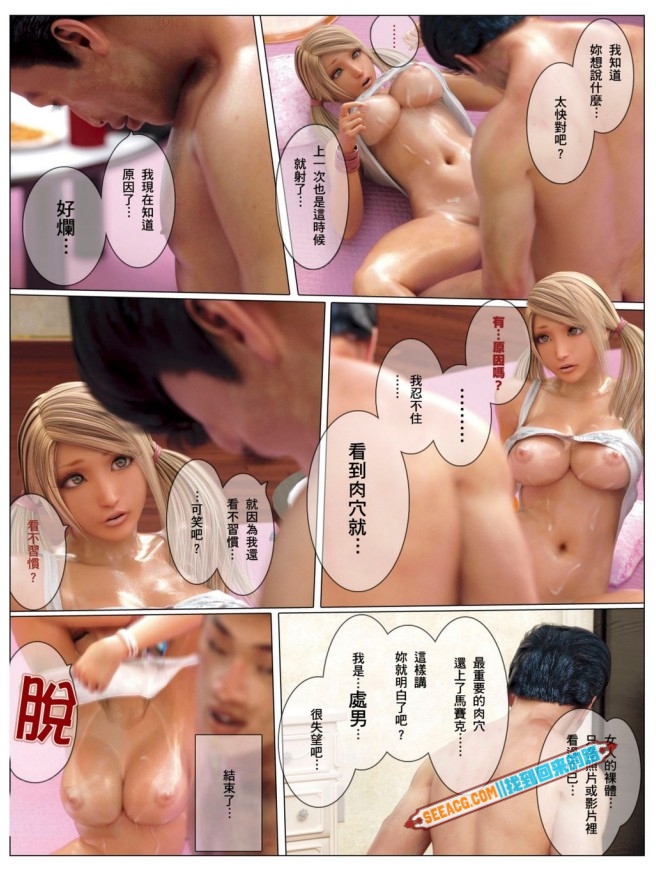 我知道
妳想說什麼…
太快對吧？
……
上一次也是這時候
就射了…
我現在知道
原因了…
好爛…
有…原因嗎？
………
我忍不住
……
看到肉穴就…
就因為我還
看不習慣…
…可笑吧？
看不習慣？
的裸體…
照片或影片裡
最重要的肉穴
還上了馬賽克…
這樣講
妳就明白了吧？
我是…處男…
很失望吧…
結束了…
脫
SEEACG.COM||找到回來的路